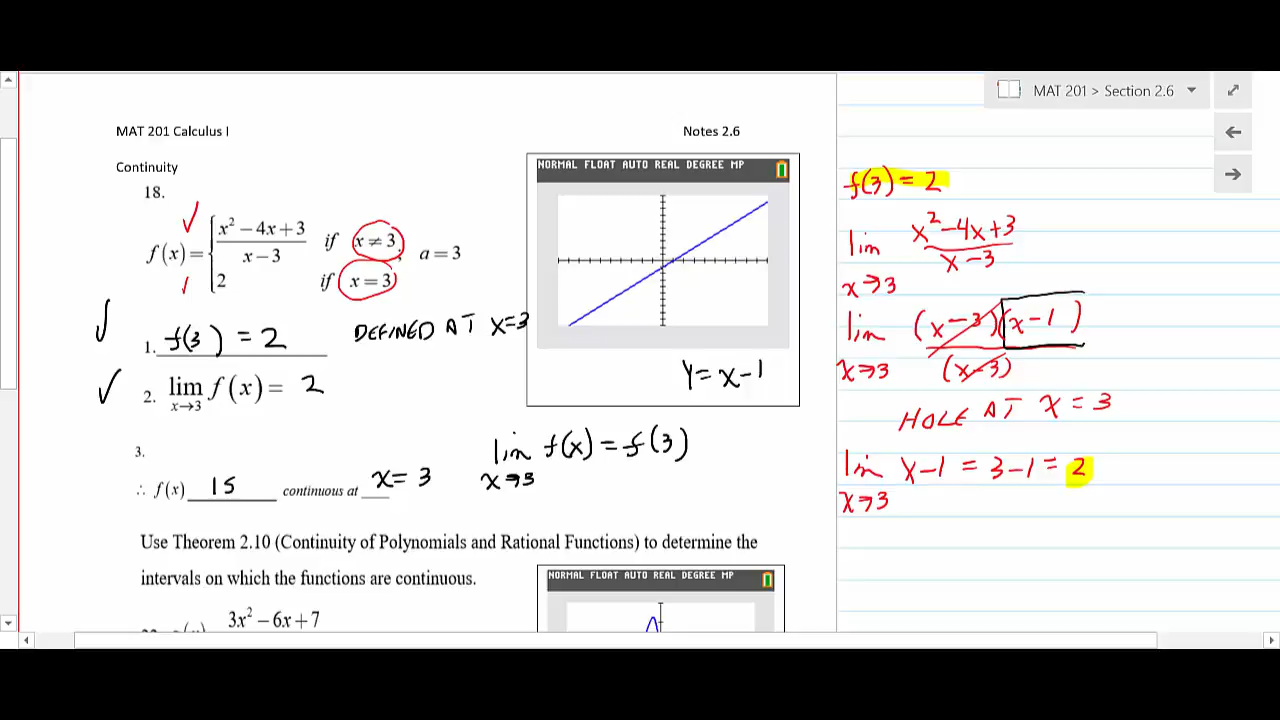 MAT 201 > Section 2.6
MAT 201 Calculus I
Notes 2.6
Continuity
18.
f(x) = { x² − 4x + 3 / x − 3 if x ≠ 3; a = 3
2 if x = 3
1. f(3) = 2 DEFINED AT X=3
2. lim x→3 f(x) = 2
3.
lim x→3 f(x) = f(3)
∴ f(x) IS continuous at x = 3
NORMAL FLOAT AUTO REAL DEGREE MP
Y = x − 1
Use Theorem 2.10 (Continuity of Polynomials and Rational Functions) to determine the
intervals on which the functions are continuous.
3x² − 6x + 7
NORMAL FLOAT AUTO REAL DEGREE MP
f(3) = 2
lim x→3 x² − 4x + 3 / x − 3
lim x→3 (x − 3)(x − 1) / (x − 3)
HOLE AT x = 3
lim x→3 x − 1 = 3 − 1 = 2